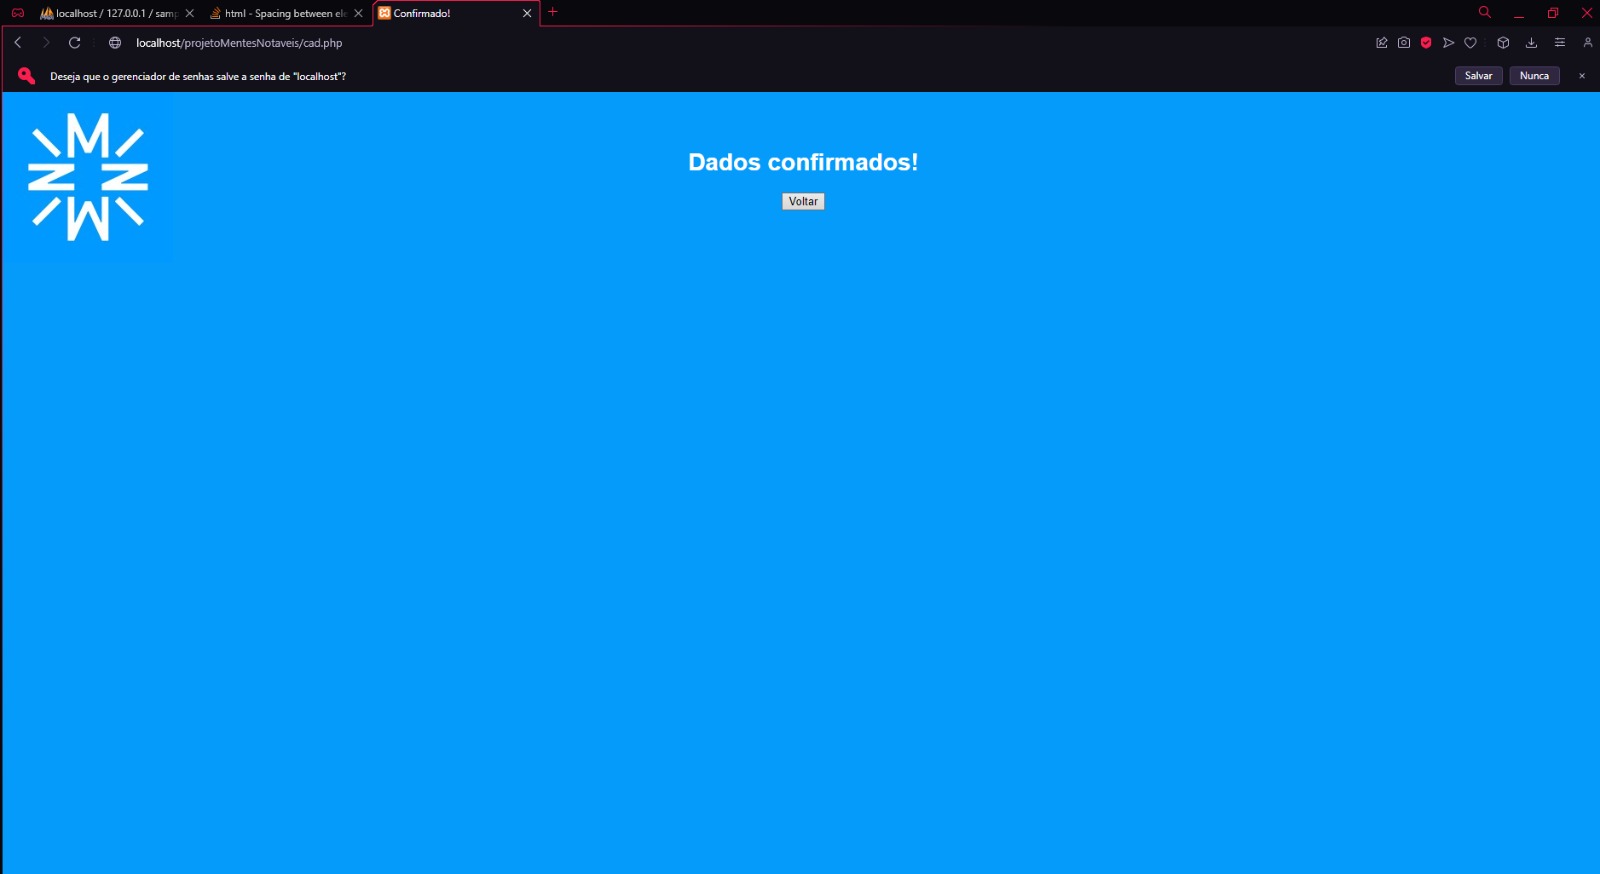 localhost / 127.0.0.1 / samp
html - Spacing between ele
Confirmado!
localhost/projetoMentesNotaveis/cad.php
Deseja que o gerenciador de senhas salve a senha de "localhost"?
Salvar
Nunca
M
Z Z
M
Dados confirmados!
Voltar